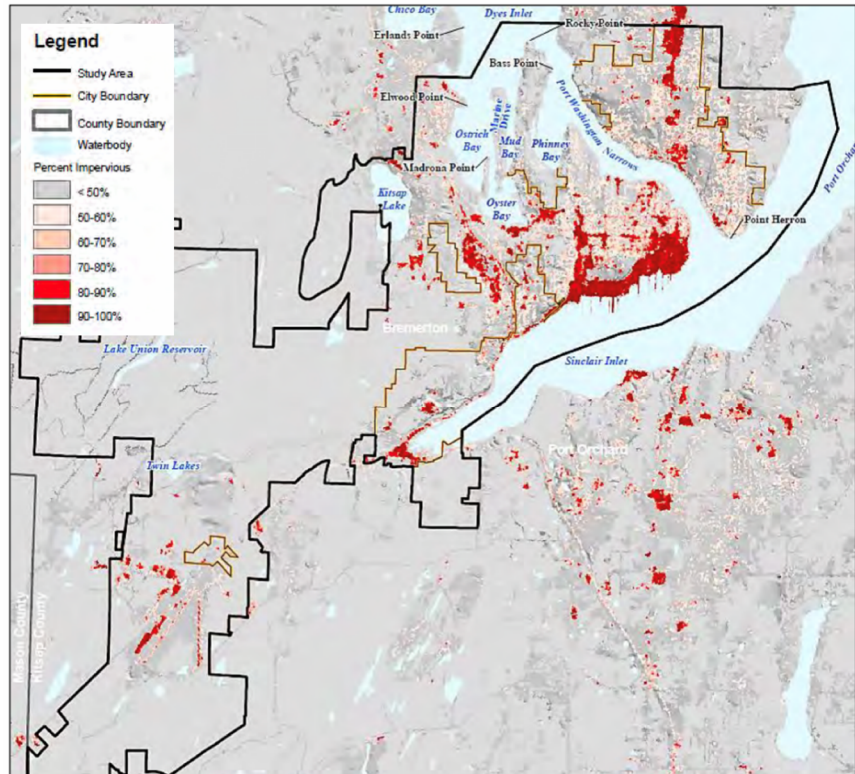 Legend
Study Area
City Boundary
County Boundary
Waterbody
Percent Impervious
< 50%
50-60%
60-70%
70-80%
80-90%
90-100%
Chico Bay
Dyes Inlet
Rocky Point
Erlands Point
Bass Point
Elwood Point
Port Washington Narrows
Marine Drive
Ostrich Bay
Mud Bay
Phinney Bay
Madrona Point
Kitsap Lake
Oyster Bay
Port Orchard
Point Herron
Bremerton
Lake Union Reservoir
Sinclair Inlet
Port Orchard
Twin Lakes
Mason County
Kitsap County